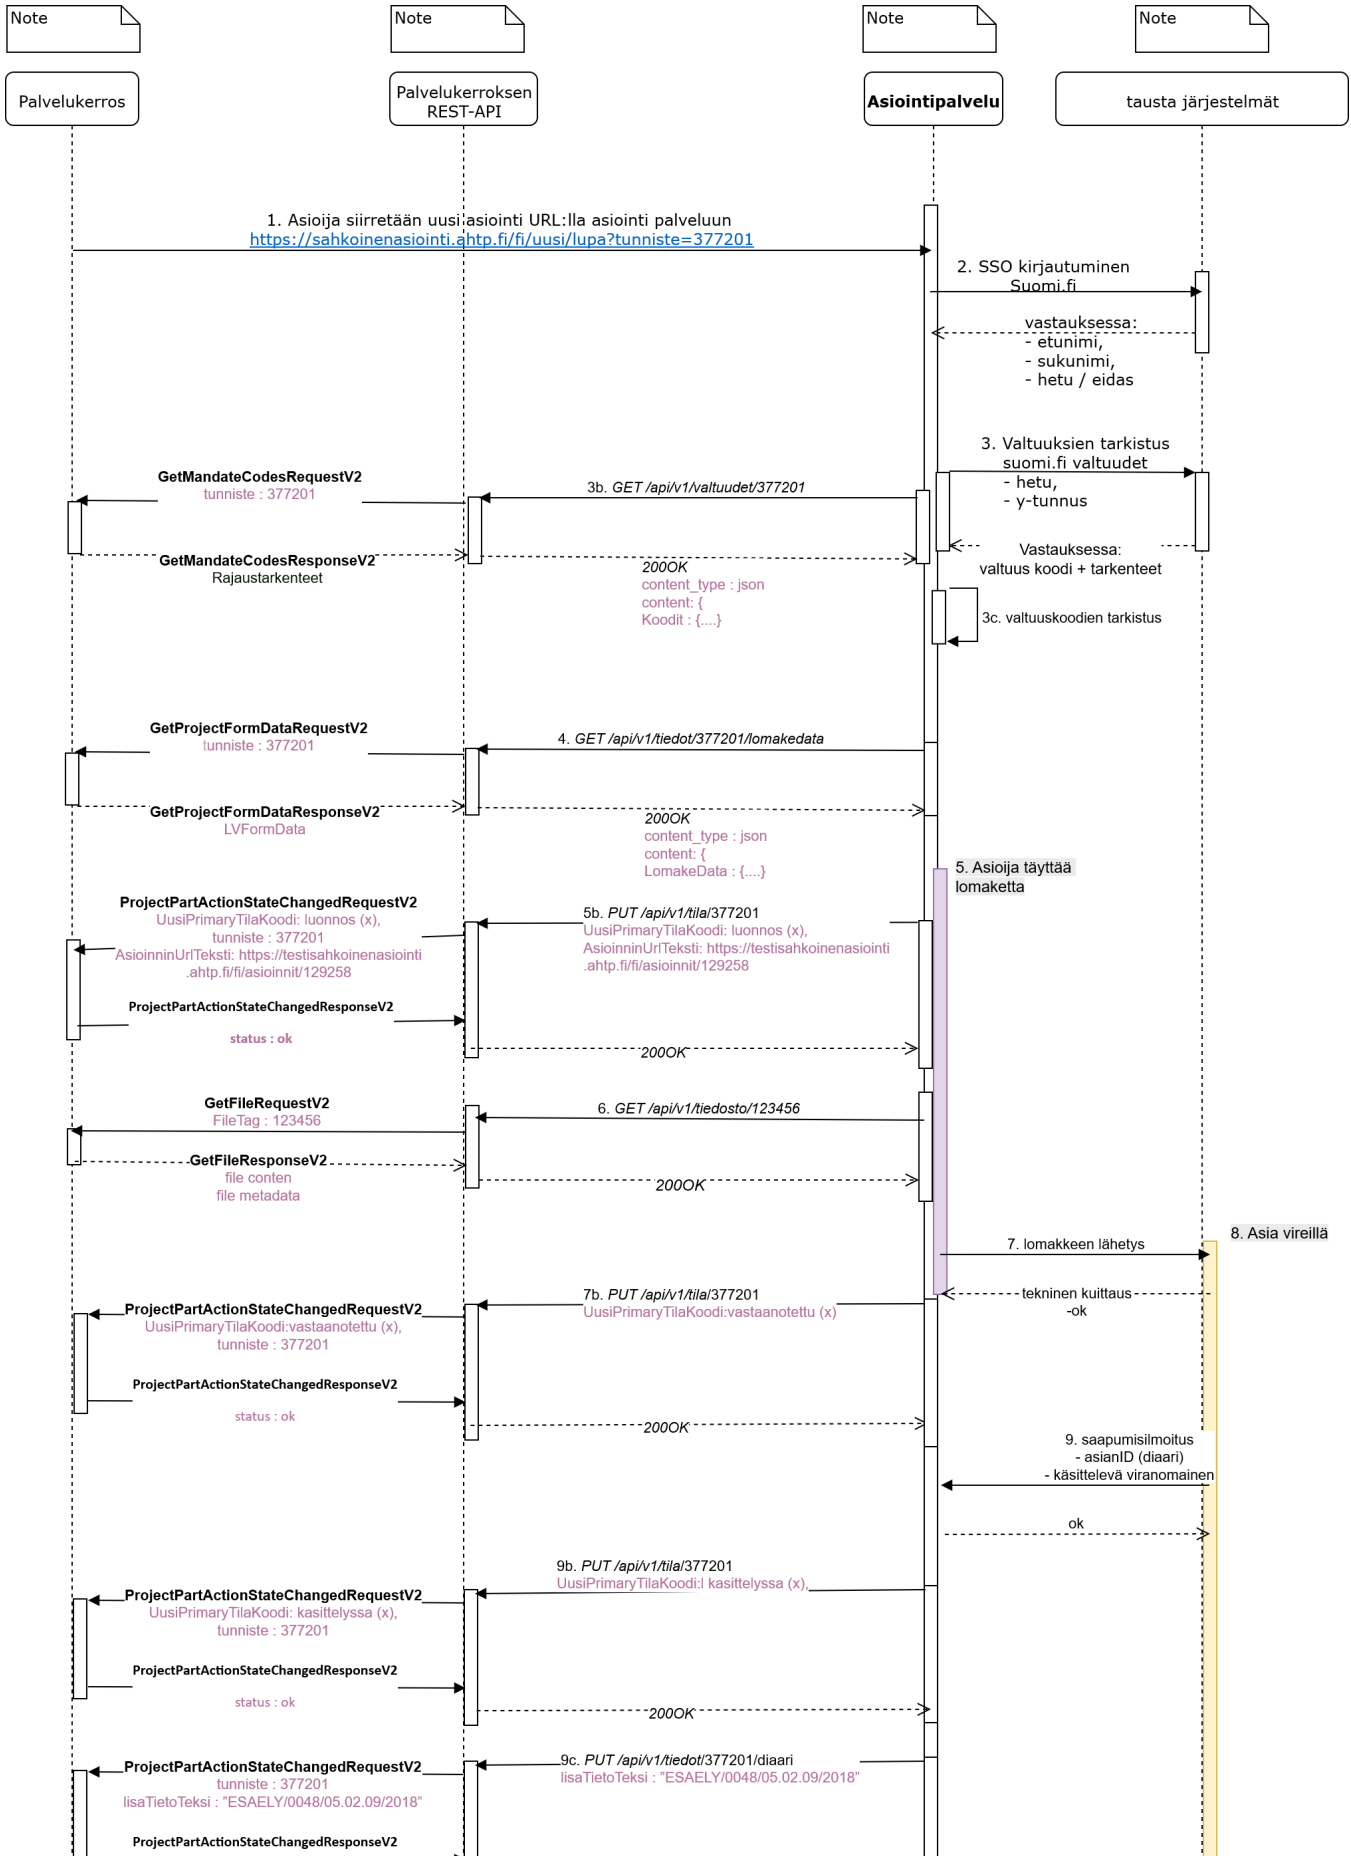 Note
Note
Note
Note
Palvelukerros
Palvelukerroksen
REST-API
Asiointipalvelu
tausta järjestelmät
1. Asioija siirretään uusi asiointi URL:lla asiointi palveluun
https://sahkoinenasiointi.ahtp.fi/fi/uusi/lupa?tunniste=377201
2. SSO kirjautuminen
Suomi.fi
vastauksessa:
- etunimi,
- sukunimi,
- hetu / eidas
3. Valtuuksien tarkistus
suomi.fi valtuudet
- hetu,
- y-tunnus
GetMandateCodesRequestV2
tunniste : 377201
3b. GET /api/v1/valtuudet/377201
GetMandateCodesResponseV2
Rajaustarkenteet
200OK
content_type : json
content: {
Koodit : {....}
Vastauksessa:
valtuus koodi + tarkenteet
3c. valtuuskoodien tarkistus
GetProjectFormDataRequestV2
tunniste : 377201
4. GET /api/v1/tiedot/377201/lomakedata
GetProjectFormDataResponseV2
LVFormData
200OK
content_type : json
content: {
LomakeData : {....}
5. Asioija täyttää
lomaketta
ProjectPartActionStateChangedRequestV2
UusiPrimaryTilaKoodi: luonnos (x),
tunniste : 377201
AsioinninUrlTeksti: https://testisahkoinenasiointi
.ahtp.fi/fi/asioinnit/129258
5b. PUT /api/v1/tila/377201
UusiPrimaryTilaKoodi: luonnos (x),
AsioinninUrlTeksti: https://testisahkoinenasiointi
.ahtp.fi/fi/asioinnit/129258
ProjectPartActionStateChangedResponseV2
status : ok
200OK
GetFileRequestV2
FileTag : 123456
6. GET /api/v1/tiedosto/123456
GetFileResponseV2
file conten
file metadata
200OK
8. Asia vireillä
7. lomakkeen lähetys
tekninen kuittaus
-ok
7b. PUT /api/v1/tila/377201
UusiPrimaryTilaKoodi:vastaanotettu (x)
ProjectPartActionStateChangedRequestV2
UusiPrimaryTilaKoodi:vastaanotettu (x),
tunniste : 377201
ProjectPartActionStateChangedResponseV2
status : ok
200OK
9. saapumisilmoitus
- asianID (diaari)
- käsittelevä viranomainen
ok
9b. PUT /api/v1/tila/377201
UusiPrimaryTilaKoodi:l kasittelyssa (x),
ProjectPartActionStateChangedRequestV2
UusiPrimaryTilaKoodi: kasittelyssa (x),
tunniste : 377201
ProjectPartActionStateChangedResponseV2
status : ok
200OK
9c. PUT /api/v1/tiedot/377201/diaari
lisaTietoTeksi : ”ESAELY/0048/05.02.09/2018”
ProjectPartActionStateChangedRequestV2
tunniste : 377201
lisaTietoTeksi : ”ESAELY/0048/05.02.09/2018”
ProjectPartActionStateChangedResponseV2